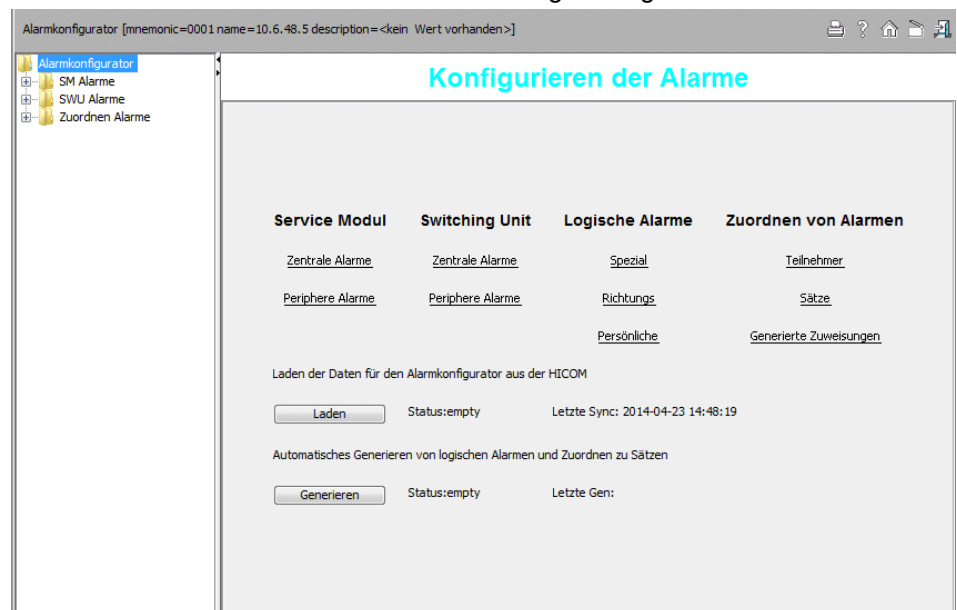 Alarmkonfigurator [mnemonic=0001 name=10.6.48.5 description=<kein Wert vorhanden>]
Alarmkonfigurator
SM Alarme
SWU Alarme
Zuordnen Alarme
Konfigurieren der Alarme
Service Modul Switching Unit Logische Alarme Zuordnen von Alarmen
Zentrale Alarme Zentrale Alarme Spezial Teilnehmer
Periphere Alarme Periphere Alarme Richtungs Sätze
Persönliche Generierte Zuweisungen
Laden der Daten für den Alarmkonfigurator aus der HICOM
Laden Status:empty Letzte Sync: 2014-04-23 14:48:19
Automatisches Generieren von logischen Alarmen und Zuordnen zu Sätzen
Generieren Status:empty Letzte Gen: